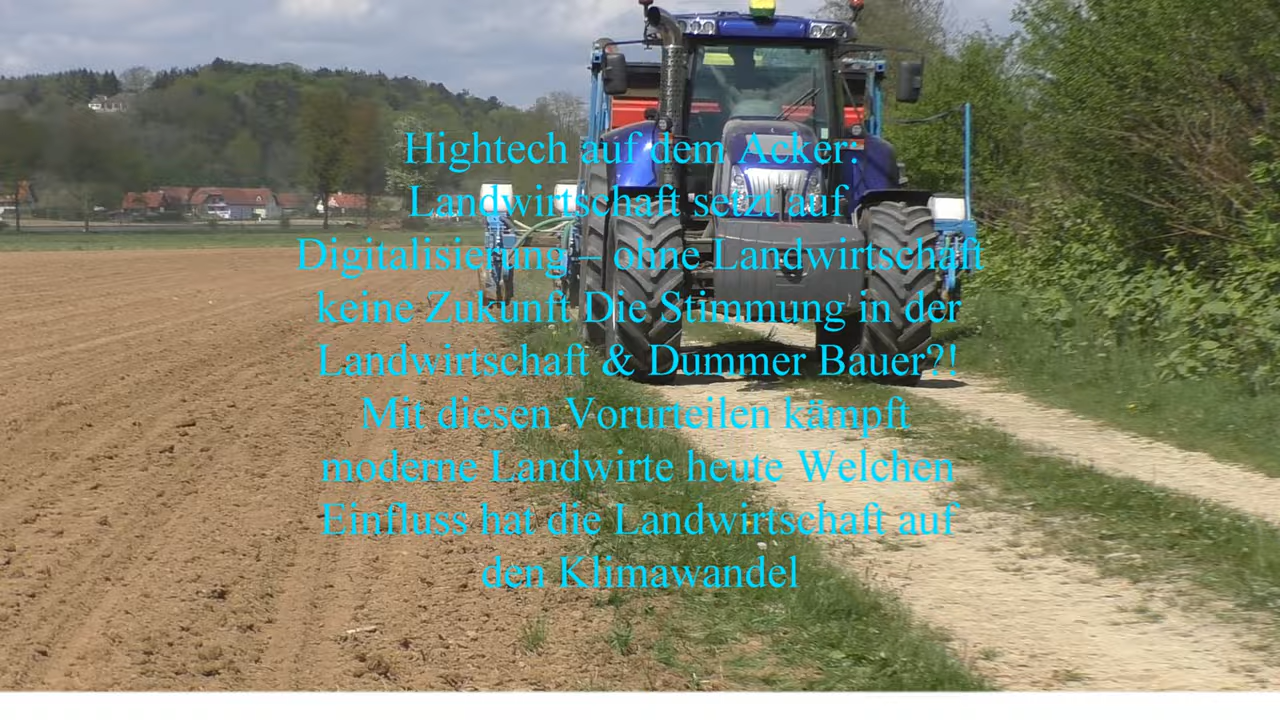 Hightech auf dem Acker:
Landwirtschaft setzt auf
Digitalisierung – ohne Landwirtschaft
keine Zukunft Die Stimmung in der
Landwirtschaft & Dummer Bauer?!
Mit diesen Vorurteilen kämpft
moderne Landwirte heute Welchen
Einfluss hat die Landwirtschaft auf
den Klimawandel